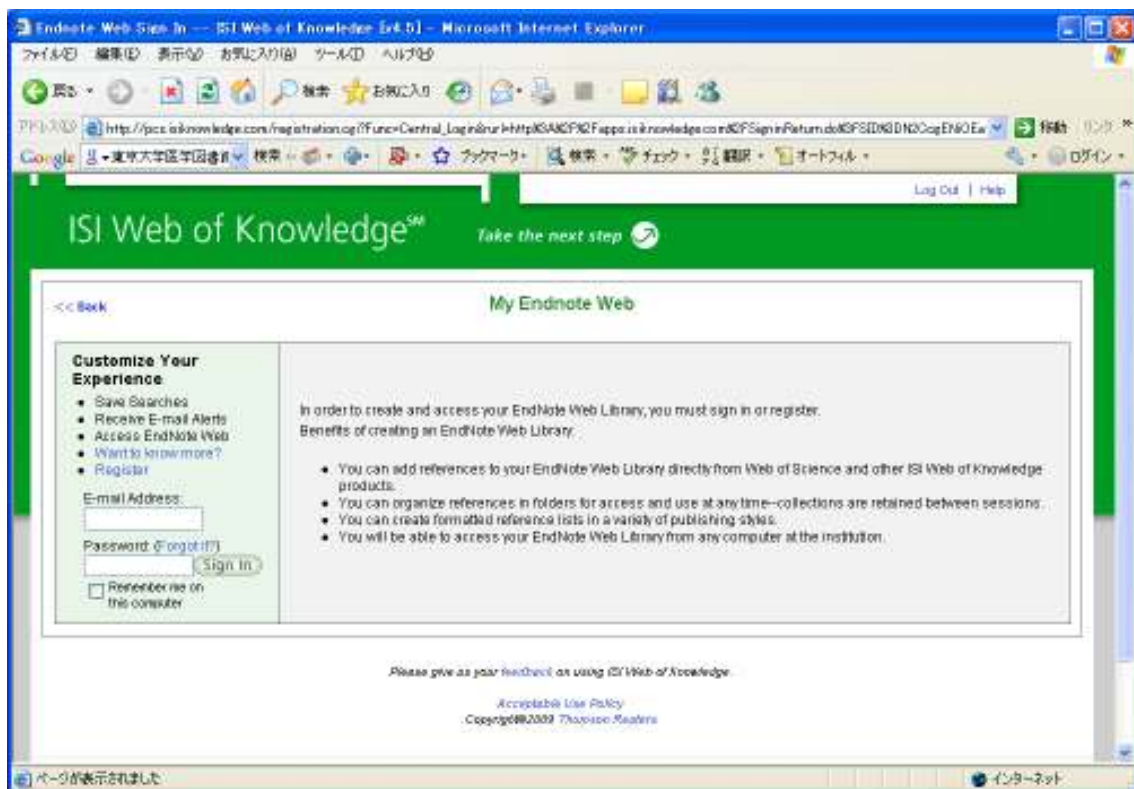 Endnote Web Sign In -- ISI Web of Knowledge [v4.5] - Microsoft Internet Explorer
ファイル(F) 編集(E) 表示(V) お気に入り(A) ツール(T) ヘルプ(H)
戻る 検索 お気に入り
アドレス(D) 移動 リンク
Google 検索 ブックマーク 検索 チェック 翻訳 オートフィル ログイン
Log Out | Help
ISI Web of Knowledge℠ Take the next step
<< Back
My Endnote Web
Customize Your
Experience
Save Searches
Receive E-mail Alerts
Access EndNote Web
Want to know more?
Register
E-mail Address:
Password: (Forgot it?)
Sign In
Remember me on
this computer
In order to create and access your EndNote Web Library, you must sign in or register.
Benefits of creating an EndNote Web Library:
You can add references to your EndNote Web Library directly from Web of Science and other ISI Web of Knowledge
products.
You can organize references in folders for access and use at any time--collections are retained between sessions.
You can create formatted reference lists in a variety of publishing styles.
You will be able to access your EndNote Web Library from any computer at the institution.
Please give us your feedback on using ISI Web of Knowledge.
Acceptable Use Policy
Copyright 2009 Thomson Reuters
ページが表示されました インターネット